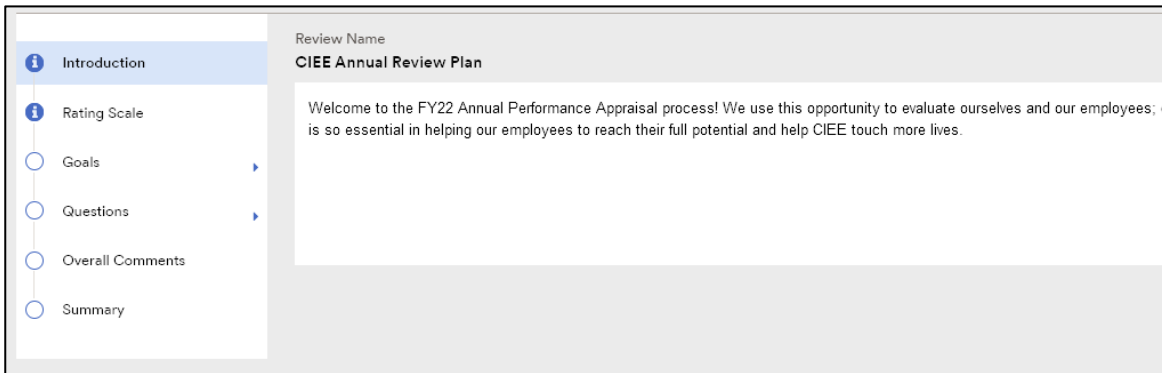 Introduction
Rating Scale
Goals
Questions
Overall Comments
Summary
Review Name
CIEE Annual Review Plan
Welcome to the FY22 Annual Performance Appraisal process! We use this opportunity to evaluate ourselves and our employees;
is so essential in helping our employees to reach their full potential and help CIEE touch more lives.